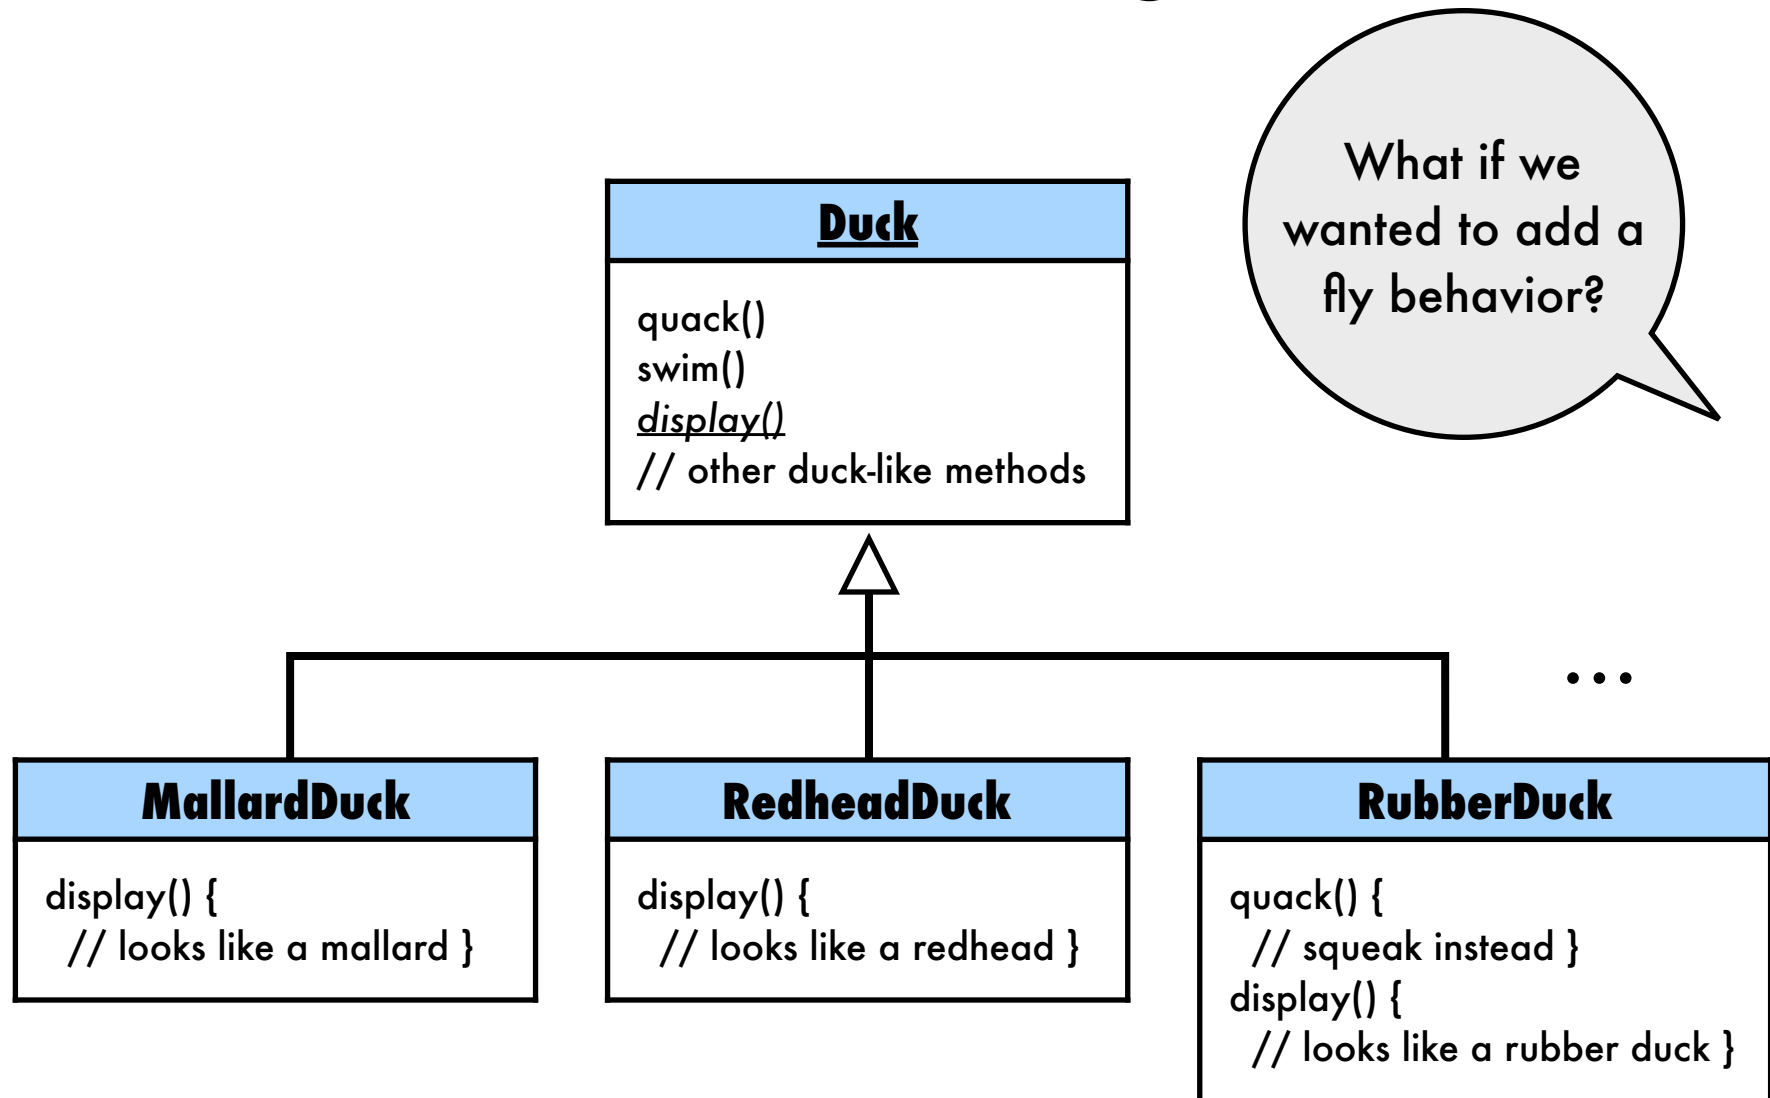 What if we
wanted to add a
fly behavior?
Duck
quack()
swim()
display()
// other duck-like methods
...
MallardDuck
display() {
// looks like a mallard }
RedheadDuck
display() {
// looks like a redhead }
RubberDuck
quack() {
// squeak instead }
display() {
// looks like a rubber duck }